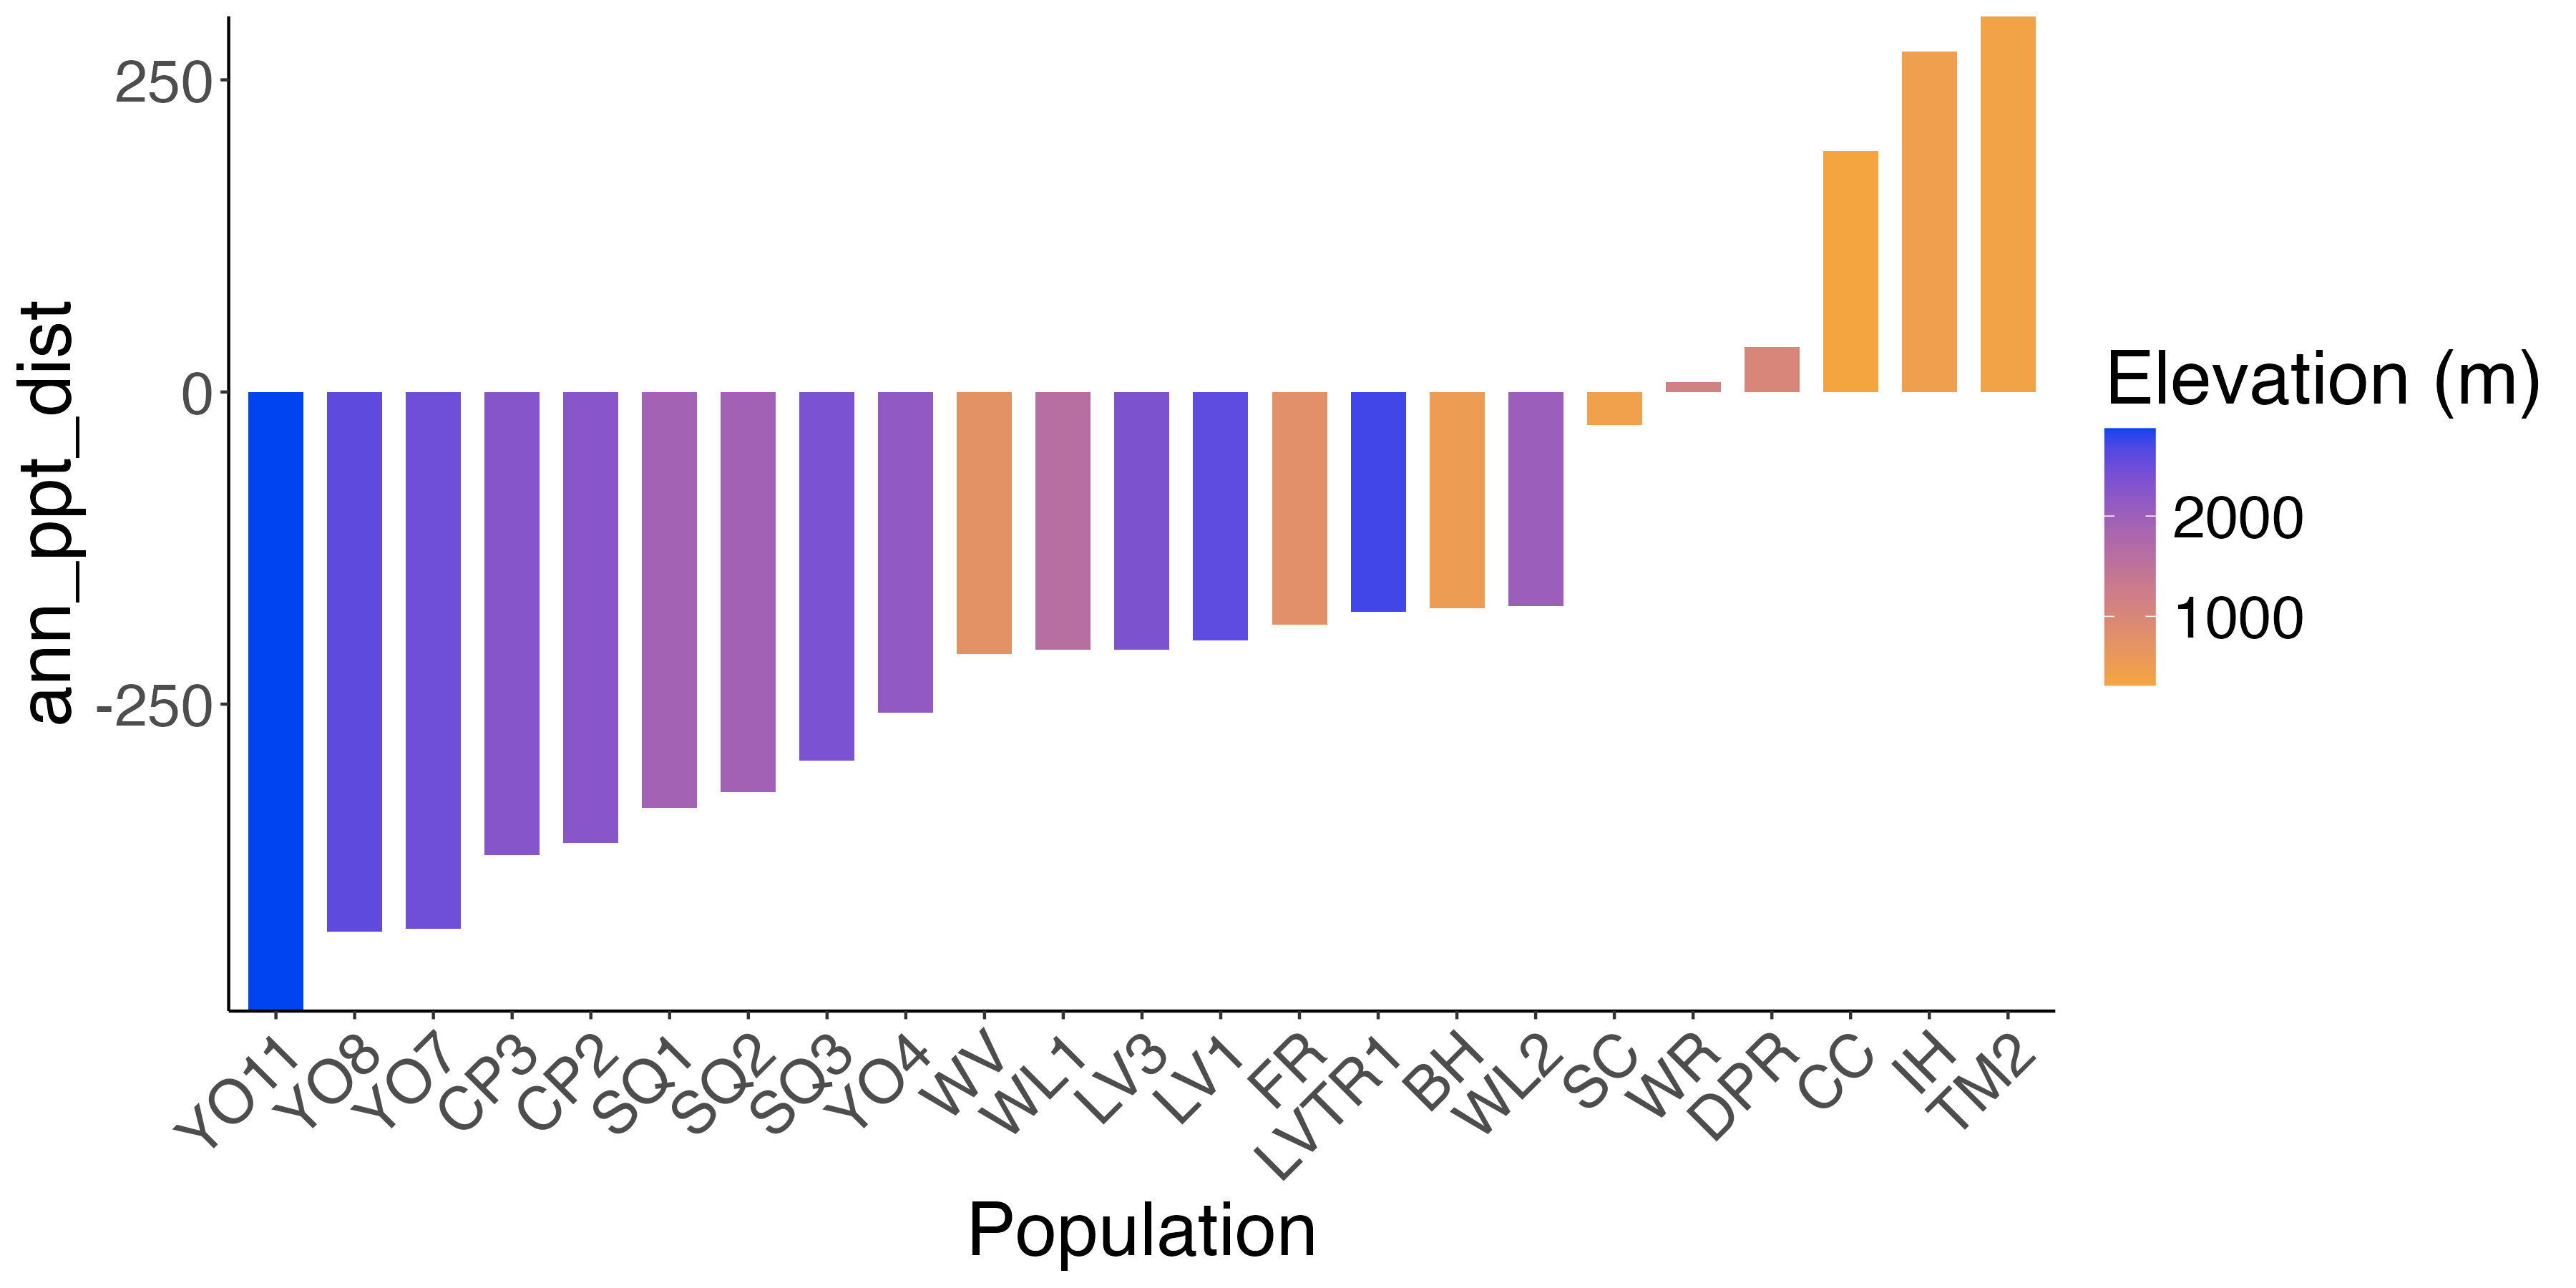 ann_ppt_dist
250
0
-250
YO11
YO8
YO7
CP3
CP2
SQ1
SQ2
SQ3
YO4
WV
WL1
LV3
LV1
FR
LVTR1
BH
WL2
SC
WR
DPR
CC
IH
TM2
Population
Elevation (m)
2000
1000